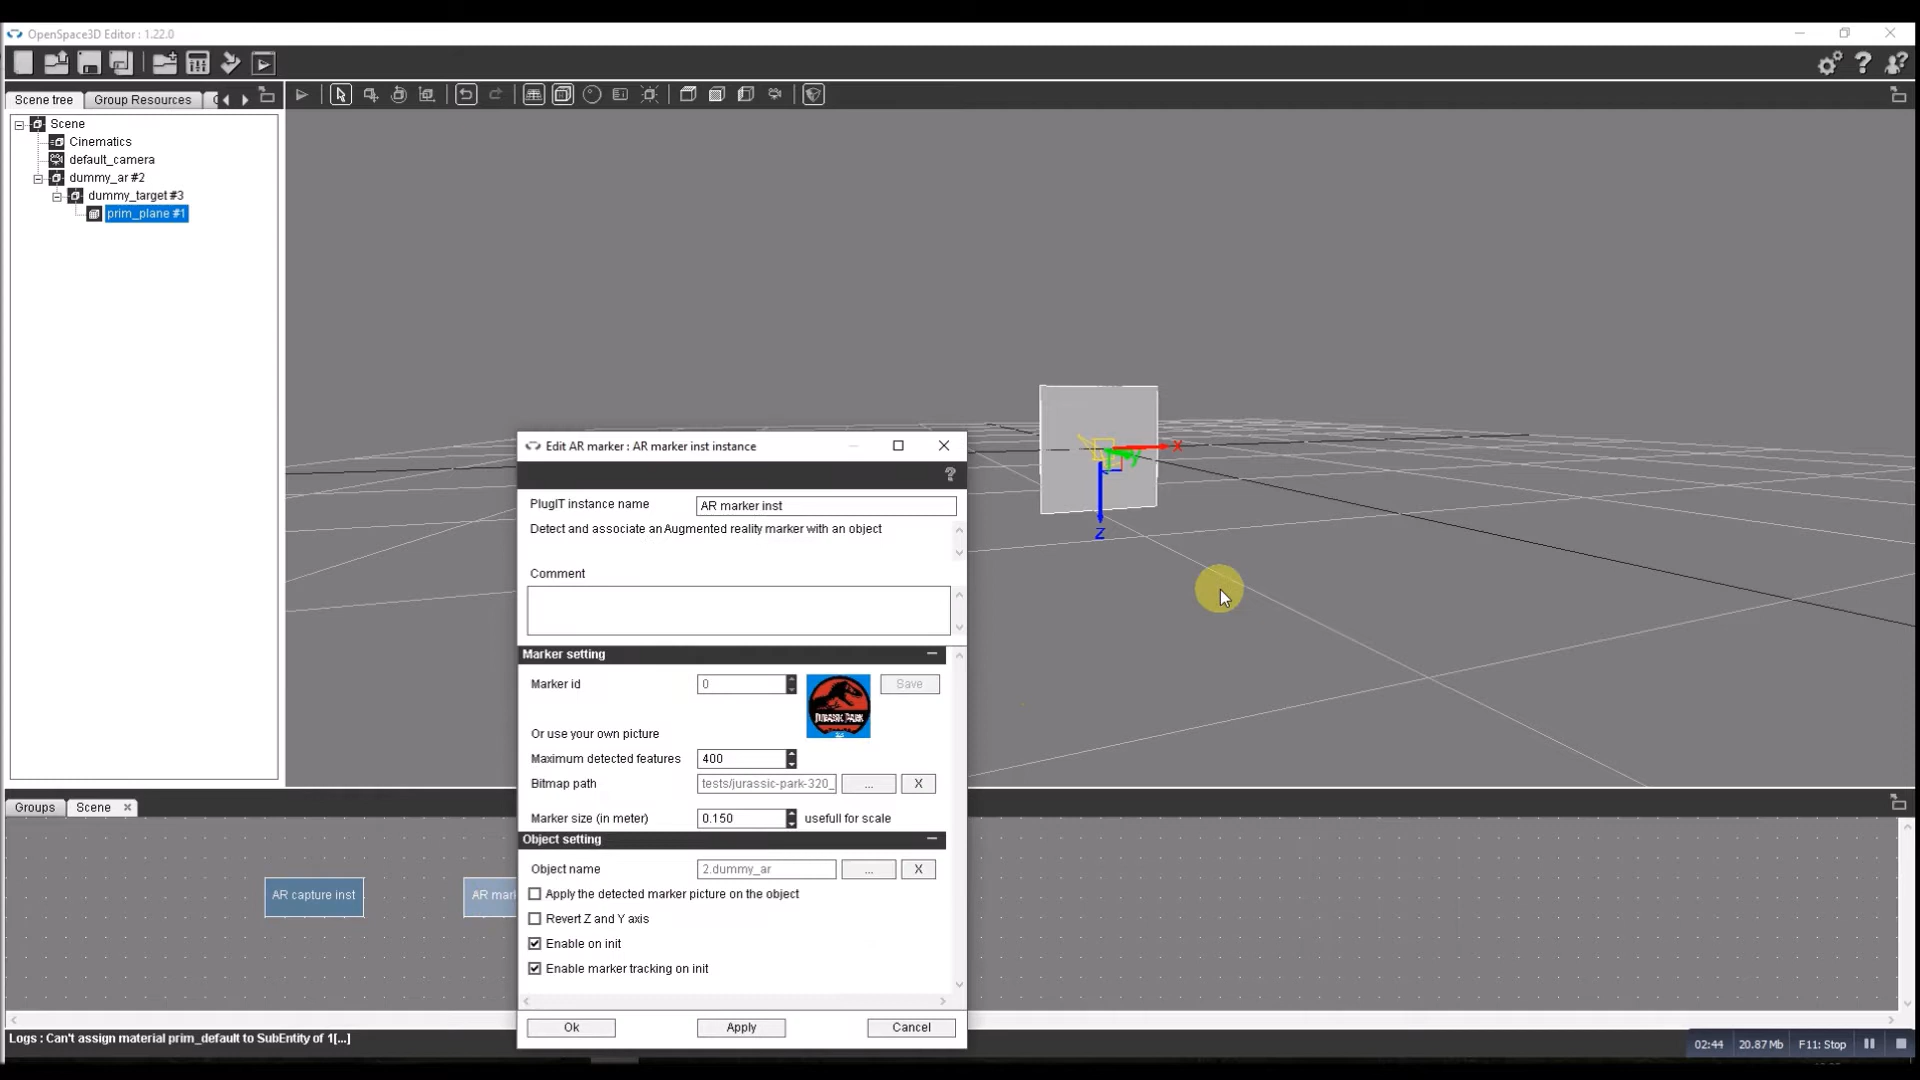 OpenSpace3D Editor : 1.22.0
Scene tree
Group Resources
Scene
Cinematics
default_camera
dummy_ar #2
dummy_target #3
prim_plane #1
X
y
Z
Edit AR marker : AR marker inst instance
PlugIT instance name
AR marker inst
Detect and associate an Augmented reality marker with an object
Comment
Marker setting
Marker id
0
Save
JURASSIC PARK
Or use your own picture
Maximum detected features
400
Bitmap path
tests/jurassic-park-320_
...
X
Marker size (in meter)
0.150
usefull for scale
Object setting
Object name
2.dummy_ar
...
X
Apply the detected marker picture on the object
Revert Z and Y axis
Enable on init
Enable marker tracking on init
Ok
Apply
Cancel
Groups
Scene
AR capture inst
AR mar
Logs : Can't assign material prim_default to SubEntity of 1[...]
02:44
20.87 Mb
F11: Stop